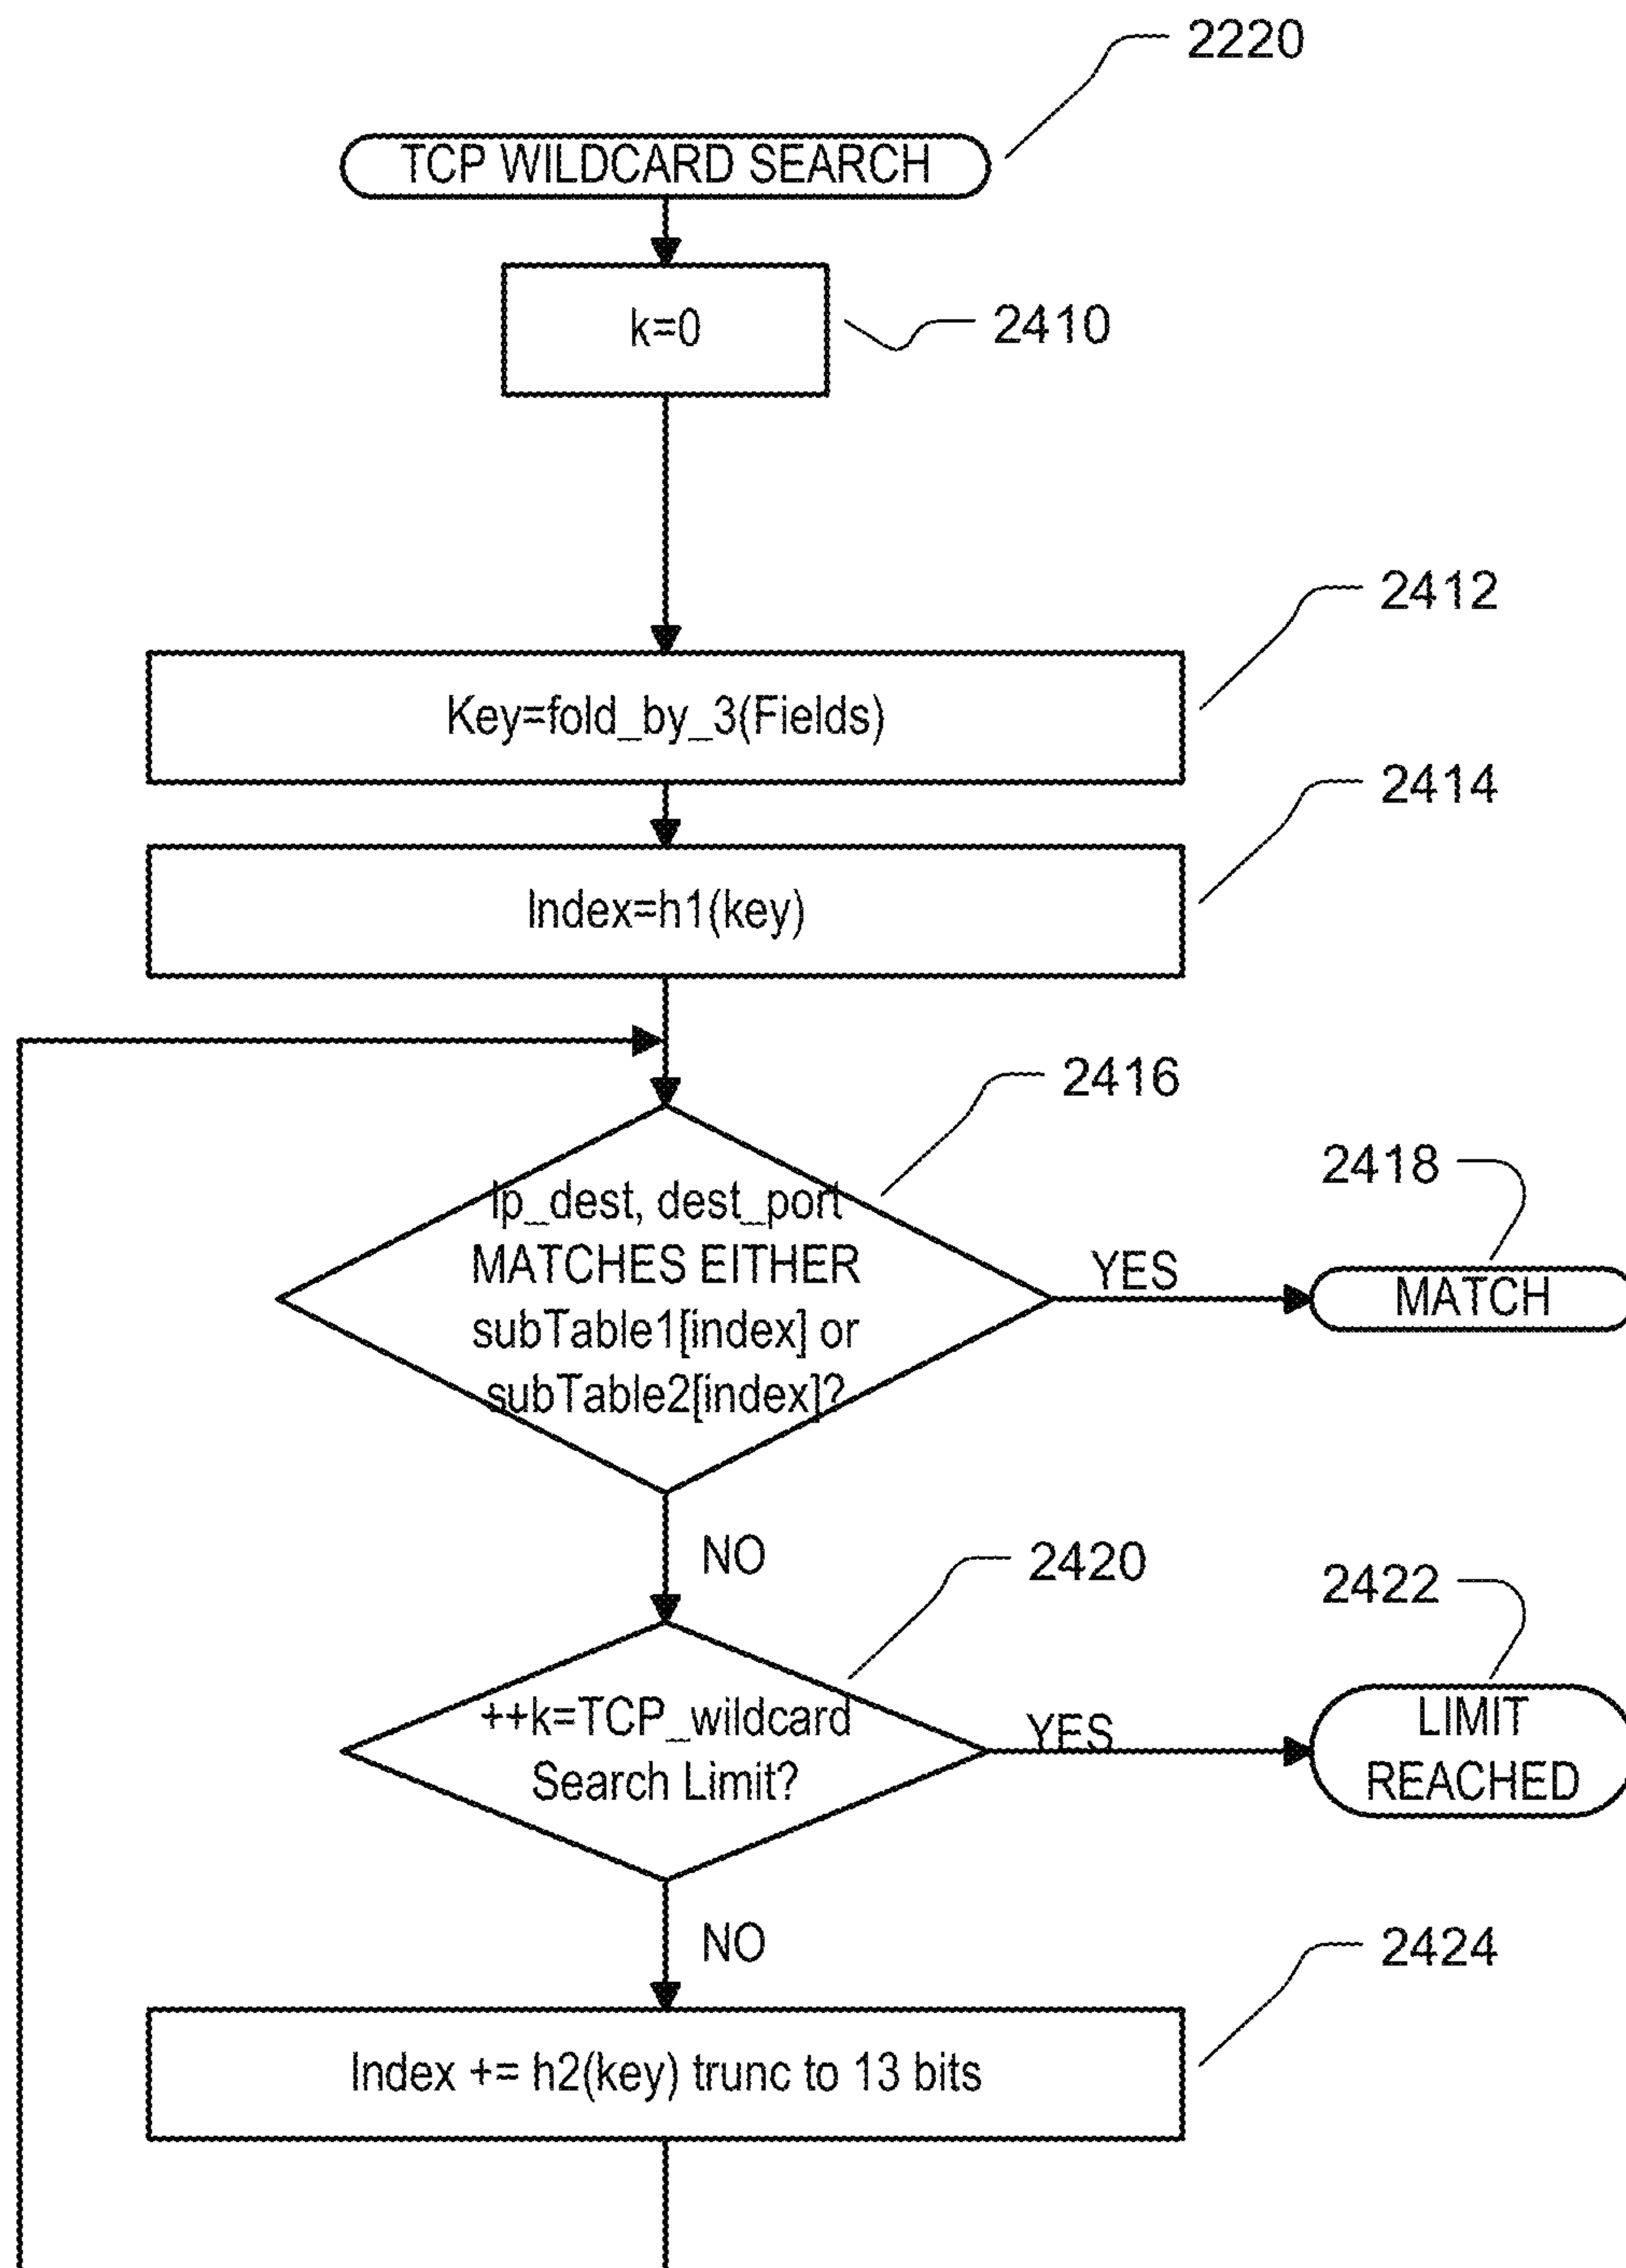 2220
TCP WILDCARD SEARCH
k=0
2410
2412
Key=fold_by_3(Fields)
2414
Index=h1(key)
2416
Ip_dest, dest_port
MATCHES EITHER
subTable1[index] or
subTable2[index]?
YES
2418
MATCH
NO
2420
++k=TCP_wildcard
Search Limit?
YES
2422
LIMIT
REACHED
NO
2424
Index += h2(key) trunc to 13 bits